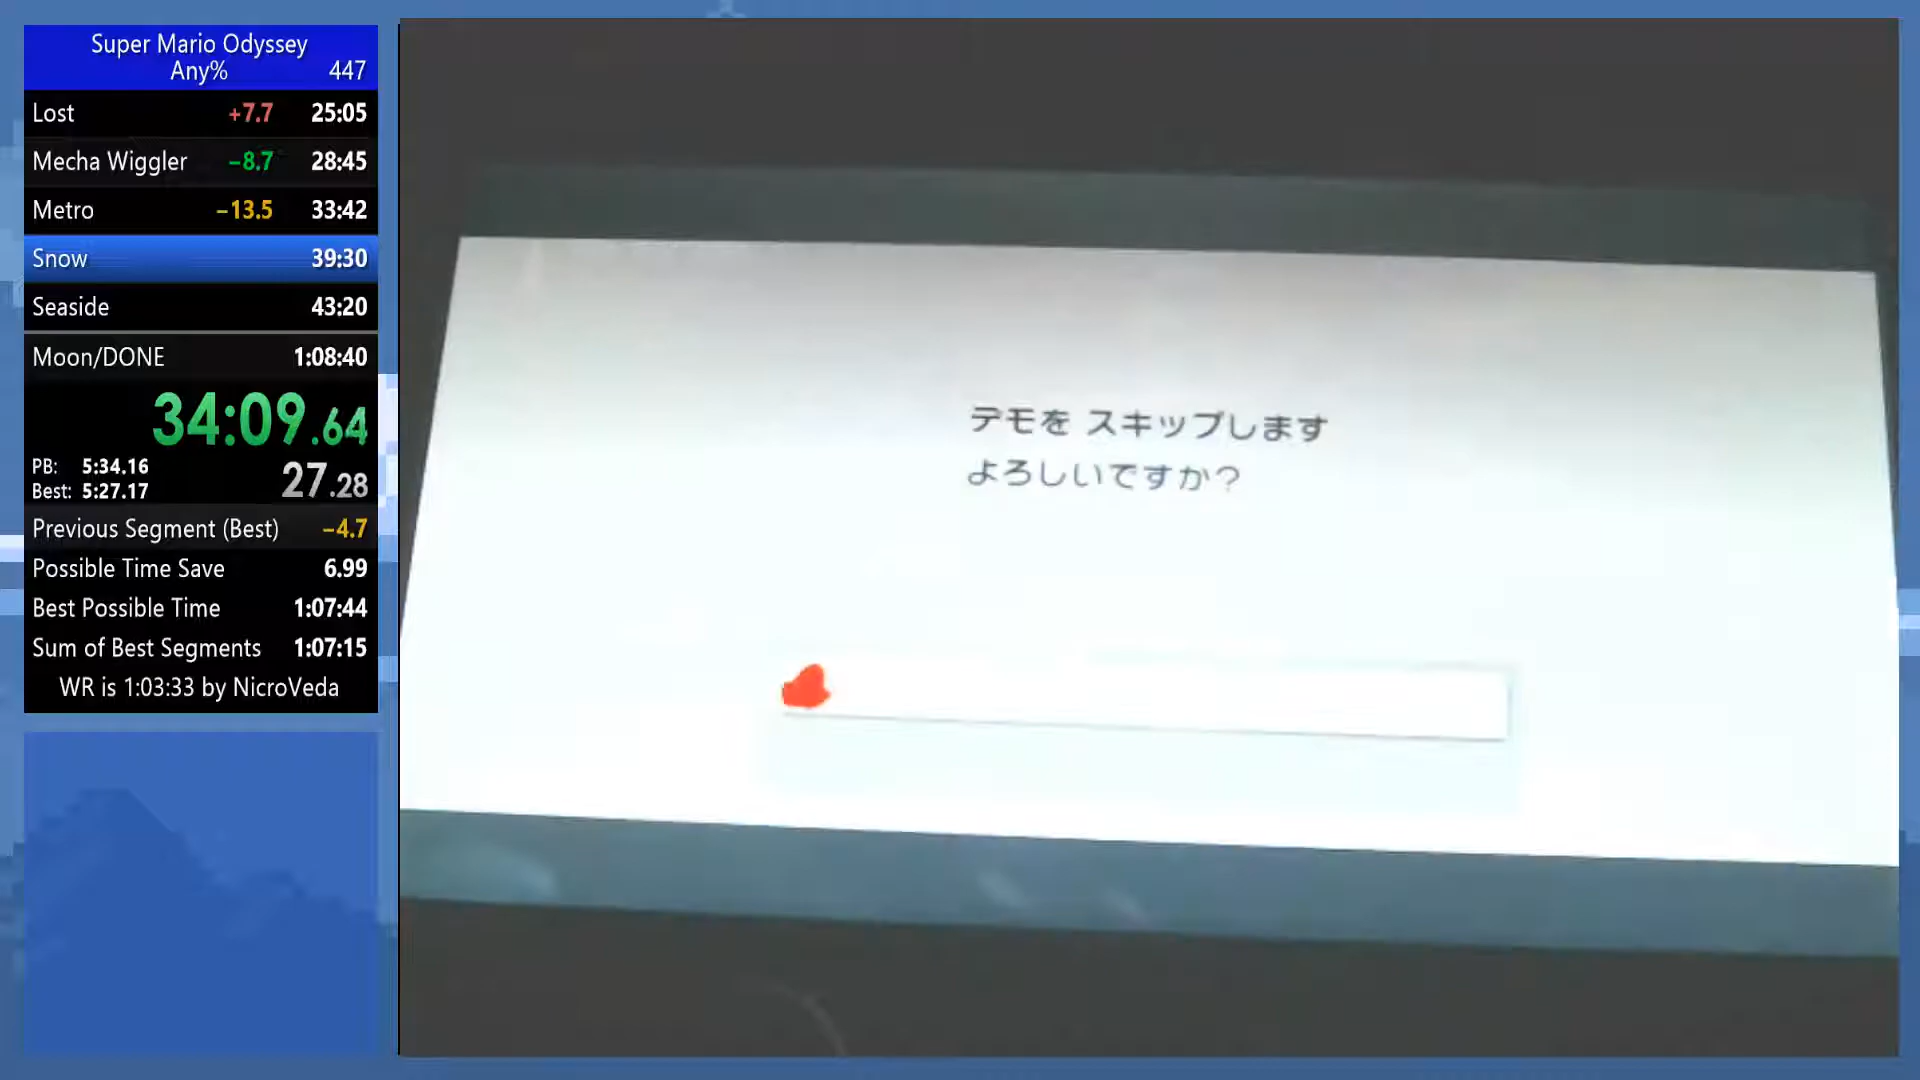 Super Mario Odyssey
Any% 447
Lost +7.7 25:05
Mecha Wiggler −8.7 28:45
Metro −13.5 33:42
Snow 39:30
Seaside 43:20
Moon/DONE 1:08:40
34:09.64
PB: 5:34.16
Best: 5:27.17
27.28
Previous Segment (Best) −4.7
Possible Time Save 6.99
Best Possible Time 1:07:44
Sum of Best Segments 1:07:15
WR is 1:03:33 by NicroVeda
デモを スキップします
よろしいですか?